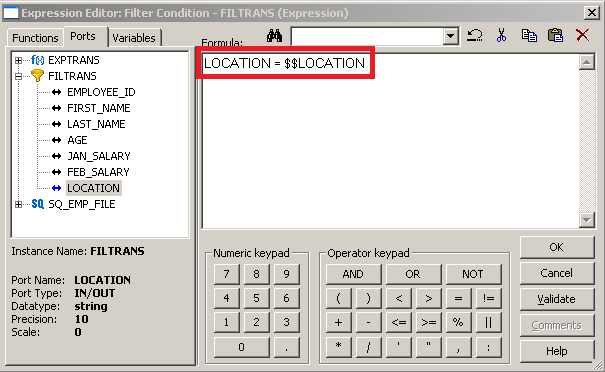 Expression Editor: Filter Condition - FILTRANS (Expression)
Functions Ports Variables
Formula:
LOCATION = $$LOCATION
f(x) EXPTRANS
FILTRANS
EMPLOYEE_ID
FIRST_NAME
LAST_NAME
AGE
JAN_SALARY
FEB_SALARY
LOCATION
SQ SQ_EMP_FILE
Instance Name: FILTRANS
Port Name: LOCATION
Port Type: IN/OUT
Datatype: string
Precision: 10
Scale: 0
Numeric keypad
7 8 9
4 5 6
1 2 3
0 .
Operator keypad
AND OR NOT
( ) < > = !=
+ - <= >= % ||
* / ' " , :
OK
Cancel
Validate
Comments
Help